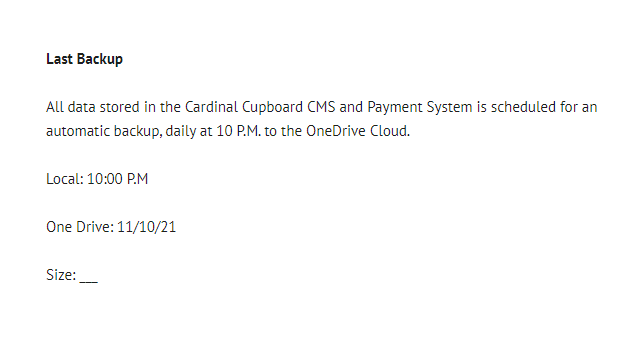 Last Backup
All data stored in the Cardinal Cupboard CMS and Payment System is scheduled for an
automatic backup, daily at 10 P.M. to the OneDrive Cloud.
Local: 10:00 P.M
One Drive: 11/10/21
Size: ___